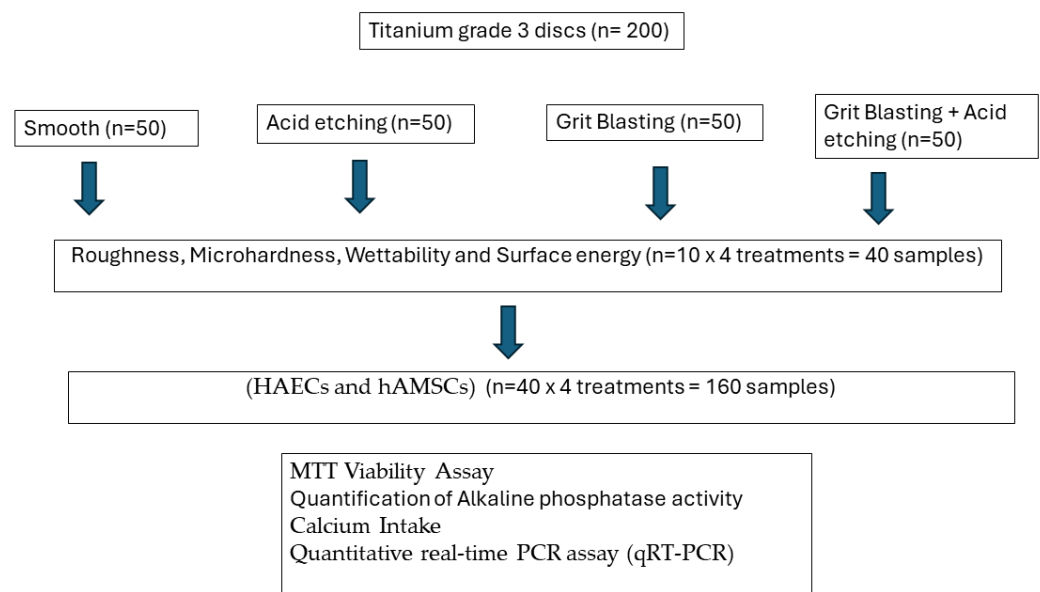 Titanium grade 3 discs (n= 200)
Smooth (n=50)
Acid etching (n=50)
Grit Blasting (n=50)
Grit Blasting + Acid
etching (n=50)
Roughness, Microhardness, Wettability and Surface energy (n=10 x 4 treatments = 40 samples)
(HAECs and hAMSCs) (n=40 x 4 treatments = 160 samples)
MTT Viability Assay
Quantification of Alkaline phosphatase activity
Calcium Intake
Quantitative real-time PCR assay (qRT-PCR)